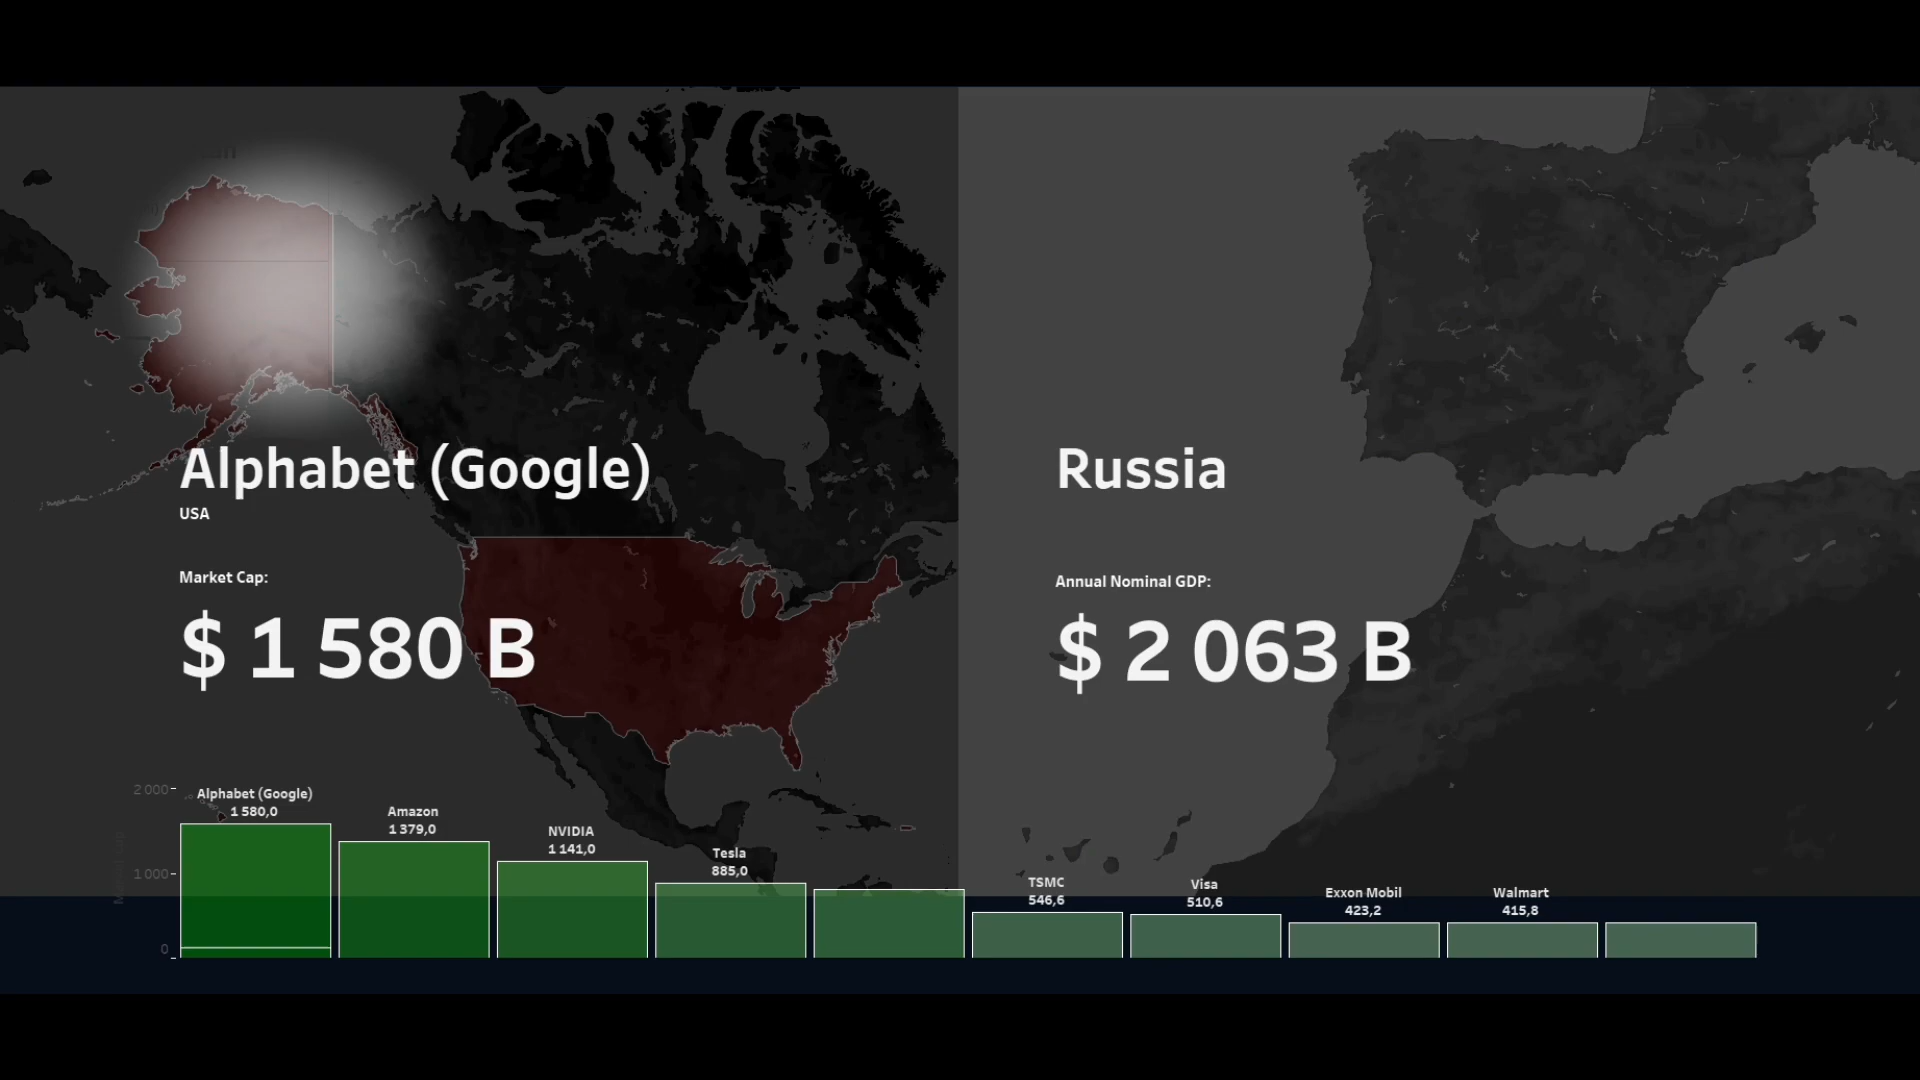 Alphabet (Google)
USA
Market Cap:
$ 1 580 B
Russia
Annual Nominal GDP:
$ 2 063 B
2 000
1 000
0
Alphabet (Google)
1 580,0
Amazon
1 379,0
NVIDIA
1 141,0
Tesla
885,0
TSMC
546,6
Visa
510,6
Exxon Mobil
423,2
Walmart
415,8